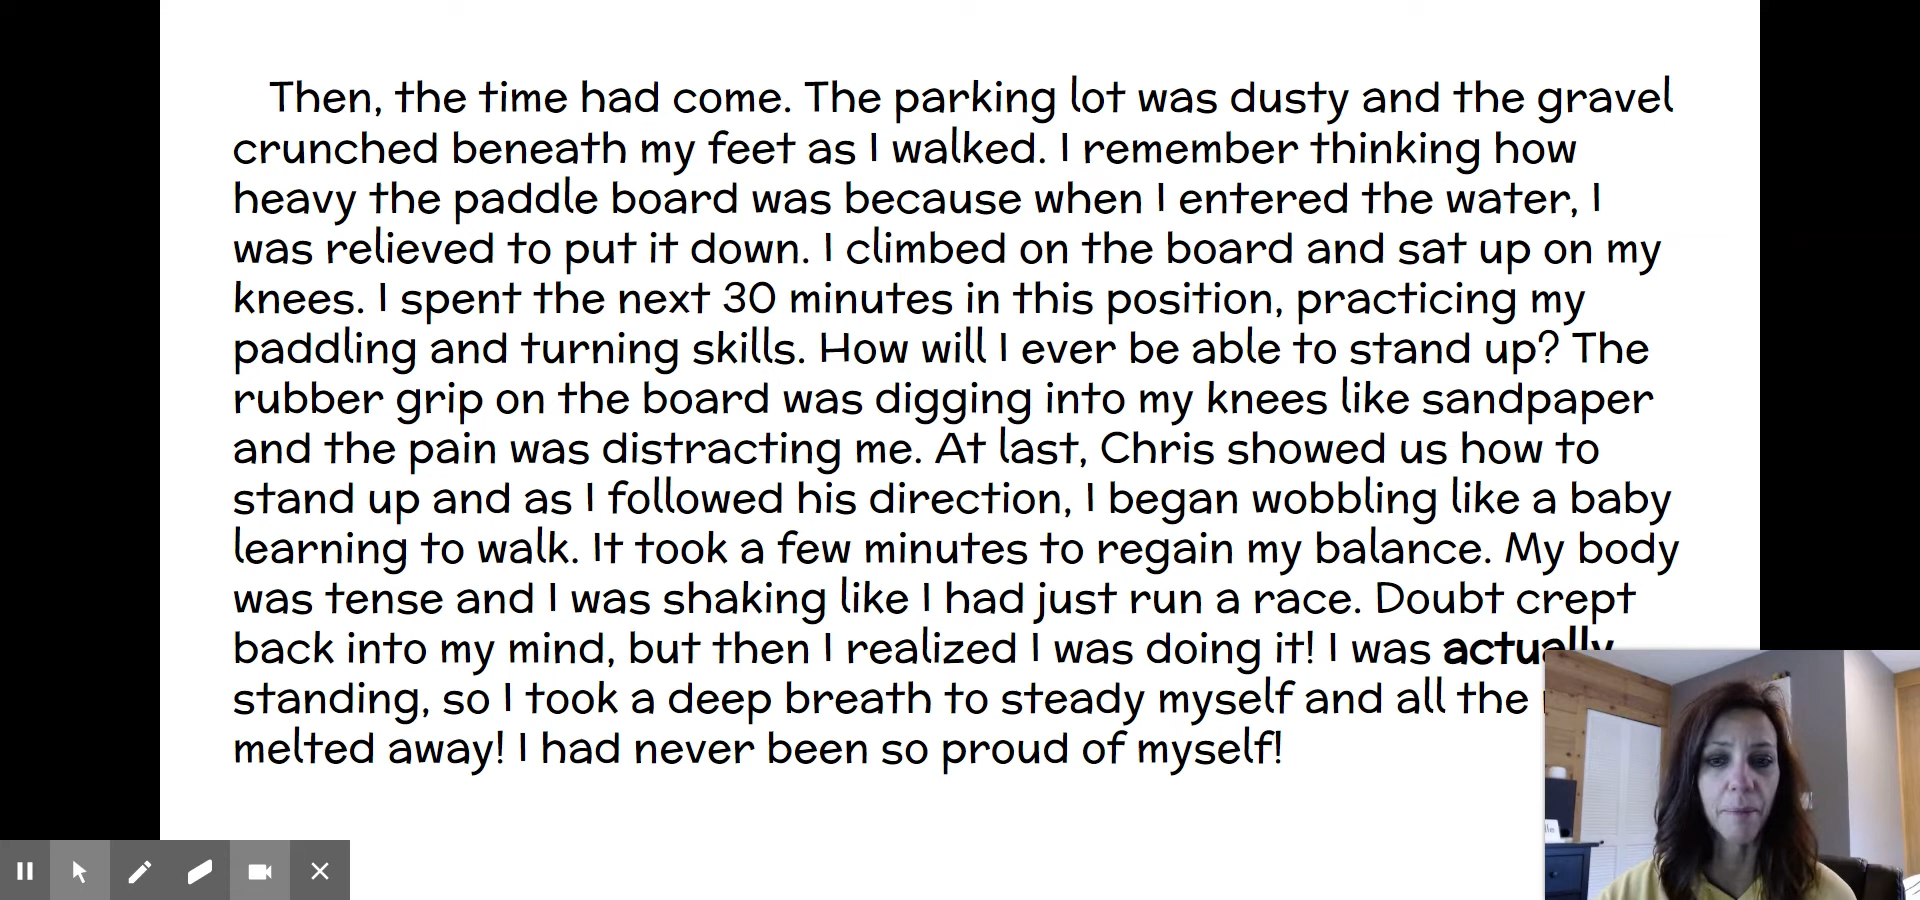 Then, the time had come. The parking lot was dusty and the gravel
crunched beneath my feet as I walked. I remember thinking how
heavy the paddle board was because when I entered the water, I
was relieved to put it down. I climbed on the board and sat up on my
knees. I spent the next 30 minutes in this position, practicing my
paddling and turning skills. How will I ever be able to stand up? The
rubber grip on the board was digging into my knees like sandpaper
and the pain was distracting me. At last, Chris showed us how to
stand up and as I followed his direction, I began wobbling like a baby
learning to walk. It took a few minutes to regain my balance. My body
was tense and I was shaking like I had just run a race. Doubt crept
back into my mind, but then I realized I was doing it! I was actually
standing, so I took a deep breath to steady myself and all the
melted away! I had never been so proud of myself!